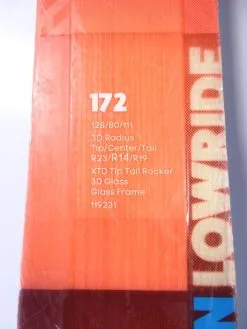 172
128/80/111
3D Radius
Tip/Center/Tail
R23/R14/R19
XTD Tip Tail Rocker
3D Glass
Glass Frame
119231
LOWRIDE
N